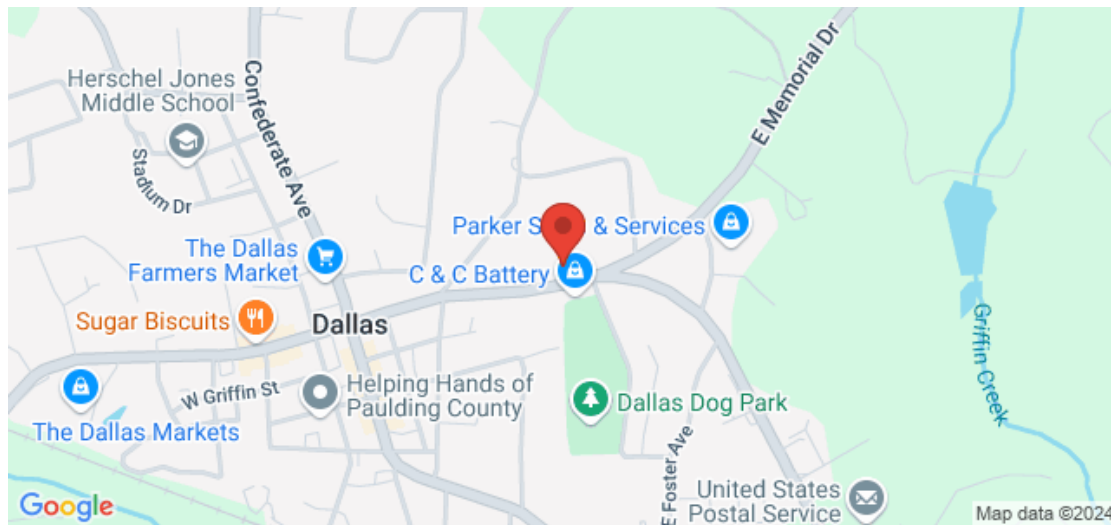 Herschel Jones
Middle School
Confederate Ave
E Memorial Dr
Stadium Dr
Parker S & Services
The Dallas
Farmers Market
C & C Battery
Sugar Biscuits
Dallas
Griffin Creek
W Griffin St
Helping Hands of
Paulding County
Dallas Dog Park
The Dallas Markets
E Foster Ave
United States
Postal Service
Google
Map data ©2024